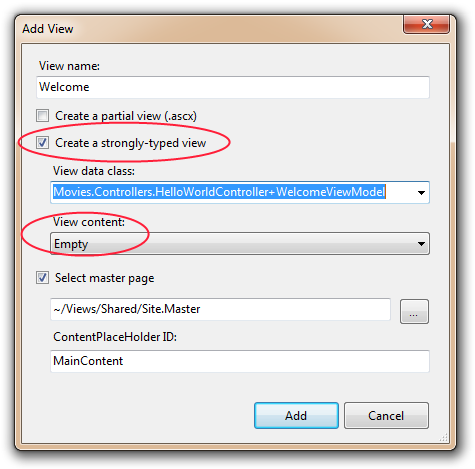 Add View
View name:
Welcome
Create a partial view (.ascx)
Create a strongly-typed view
View data class:
Movies.Controllers.HelloWorldController+WelcomeViewModel
View content:
Empty
Select master page
~/Views/Shared/Site.Master
...
ContentPlaceHolder ID:
MainContent
Add
Cancel